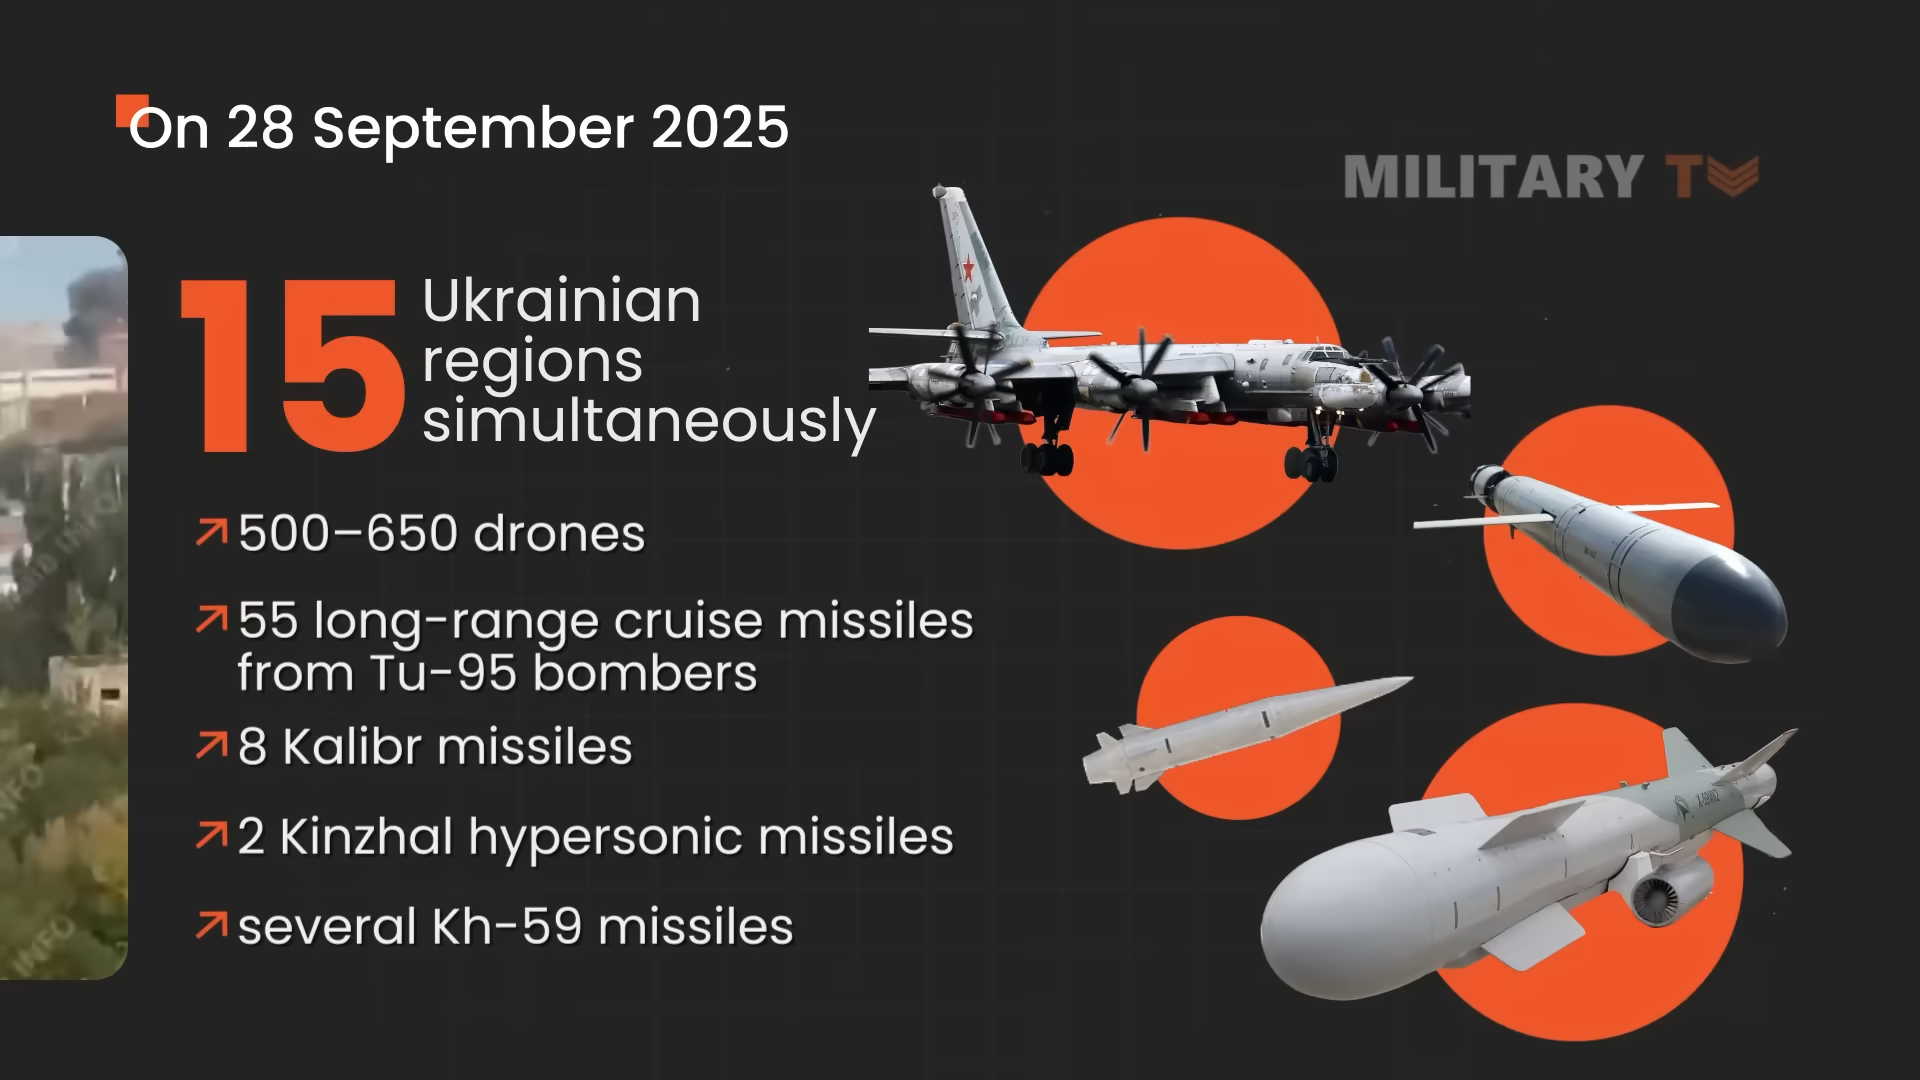 On 28 September 2025
MILITARY TV
15
Ukrainian
regions
simultaneously
500–650 drones
55 long-range cruise missiles
from Tu-95 bombers
8 Kalibr missiles
2 Kinzhal hypersonic missiles
several Kh-59 missiles
INFO